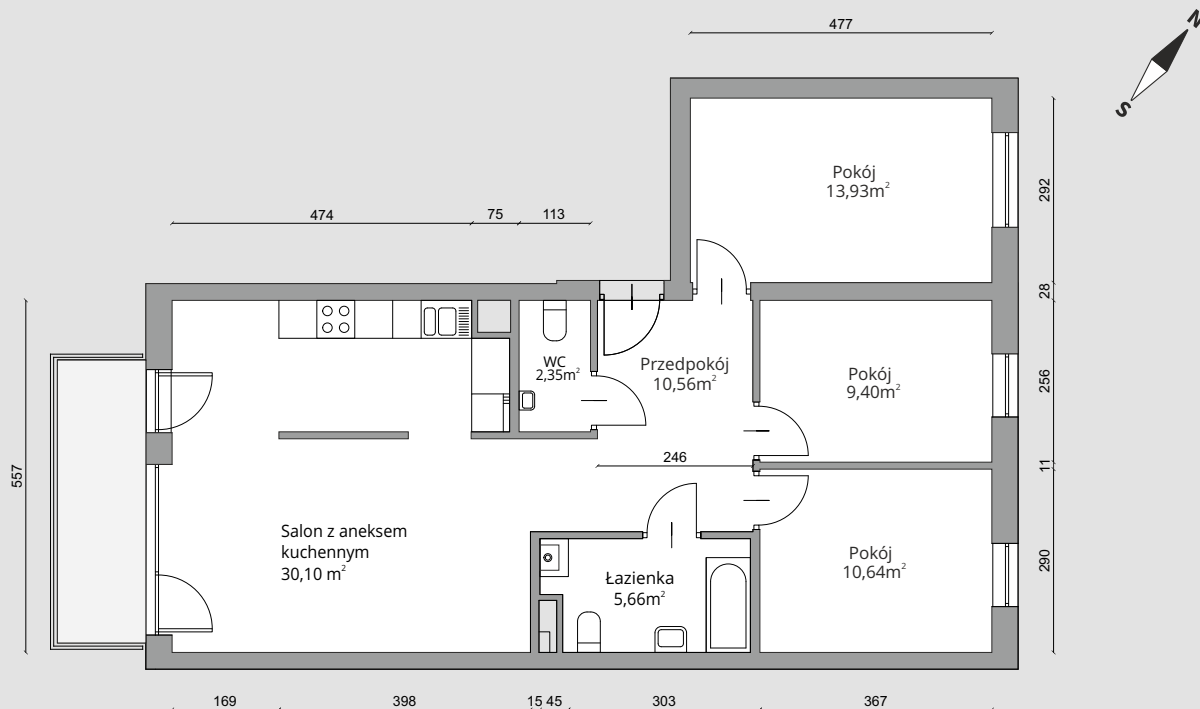 477
N
S
Pokój
13,93m²
292
474
75
113
28
WC
2,35m²
Przedpokój
10,56m²
Pokój
9,40m²
256
557
246
11
Salon z aneksem
kuchennym
30,10 m²
Łazienka
5,66m²
Pokój
10,64m²
290
169
398
15 45
303
367